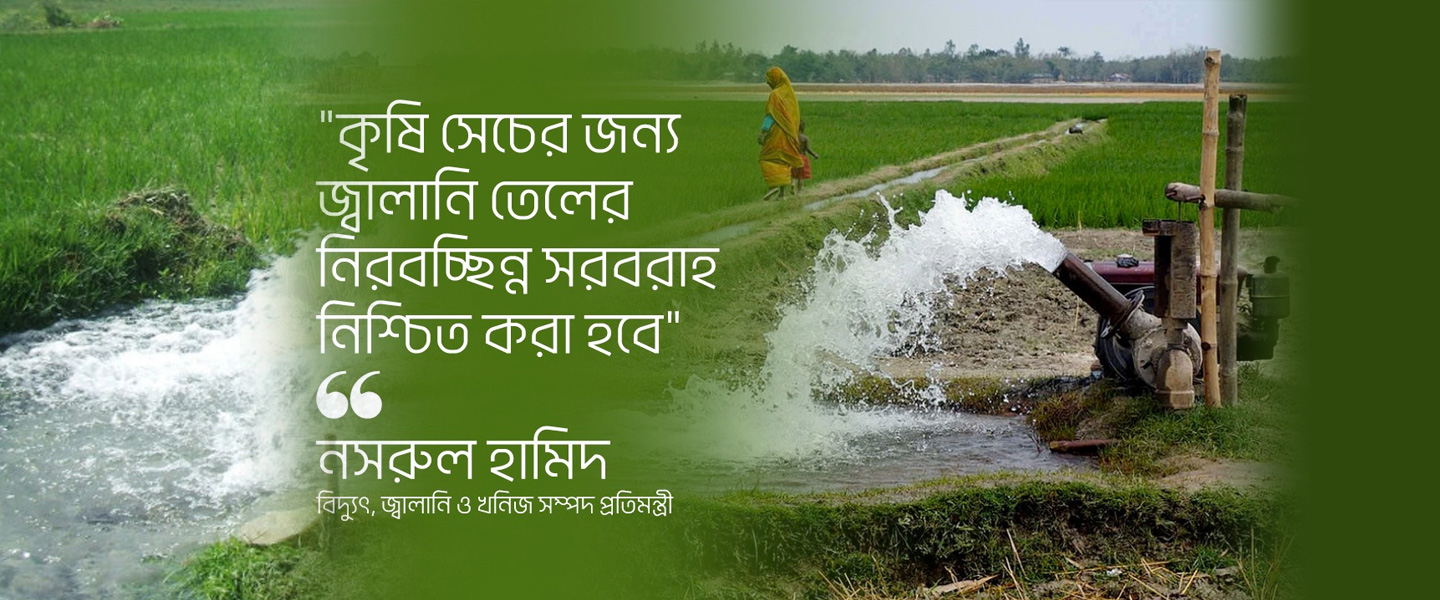 "কৃষি সেচের জন্য
জ্বালানি তেলের
নিরবচ্ছিন্ন সরবরাহ
নিশ্চিত করা হবে"
“
নসরুল হামিদ
বিদ্যুৎ, জ্বালানি ও খনিজ সম্পদ প্রতিমন্ত্রী